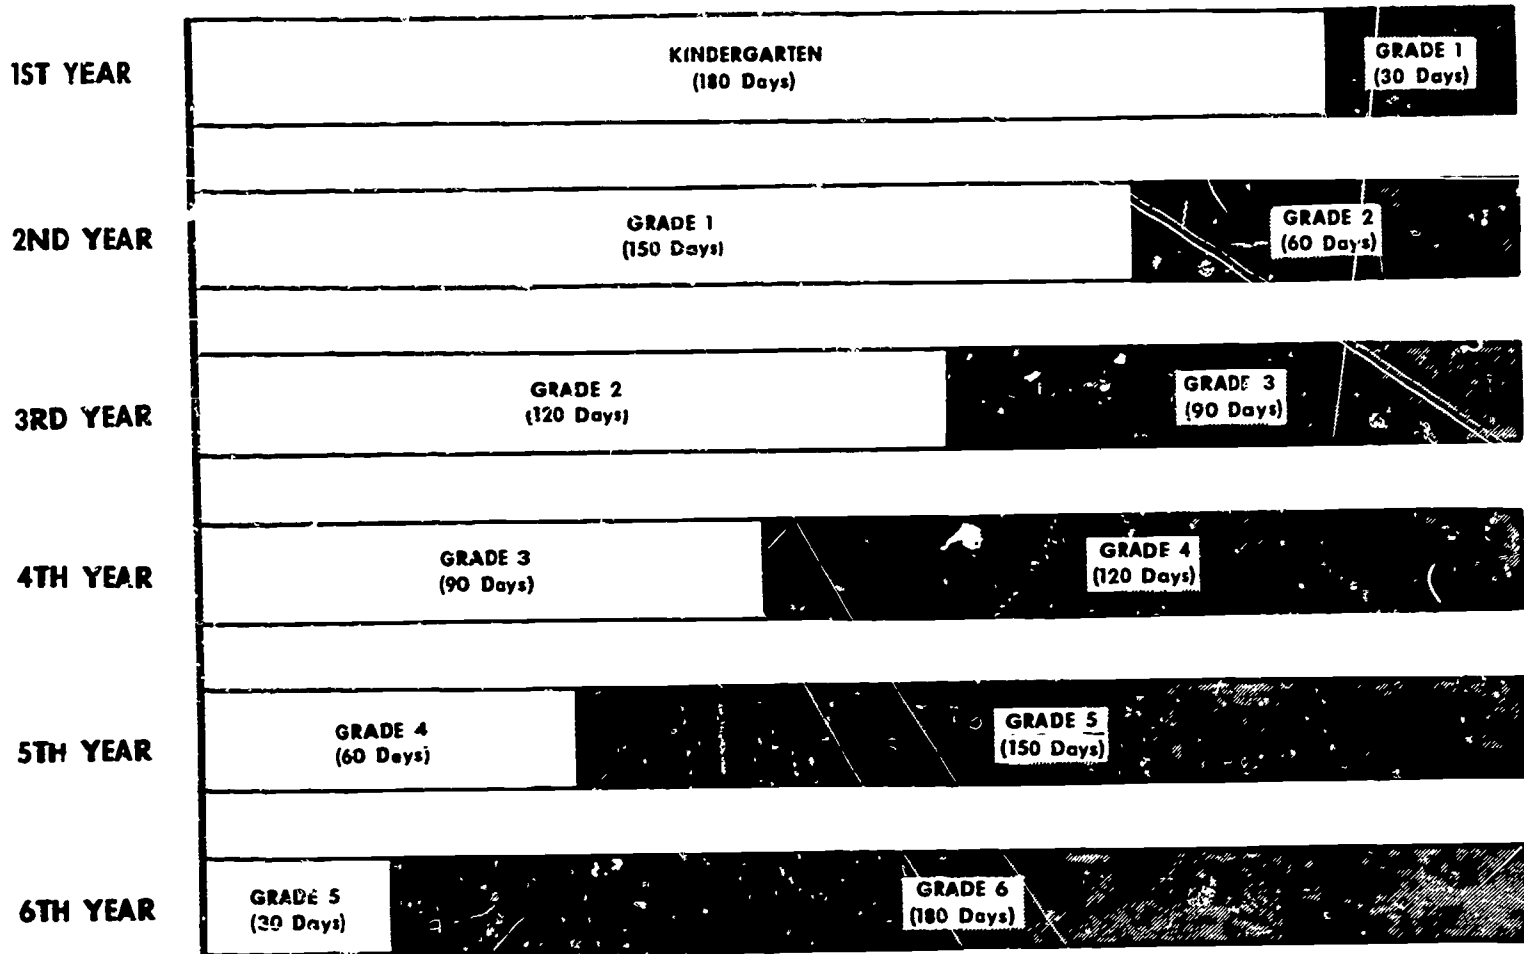 1ST YEAR
KINDERGARTEN
(180 Days)
GRADE 1
(30 Days)
2ND YEAR
GRADE 1
(150 Days)
GRADE 2
(60 Days)
3RD YEAR
GRADE 2
(120 Days)
GRADE 3
(90 Days)
4TH YEAR
GRADE 3
(90 Days)
GRADE 4
(120 Days)
5TH YEAR
GRADE 4
(60 Days)
GRADE 5
(150 Days)
6TH YEAR
GRADE 5
(30 Days)
GRADE 6
(180 Days)